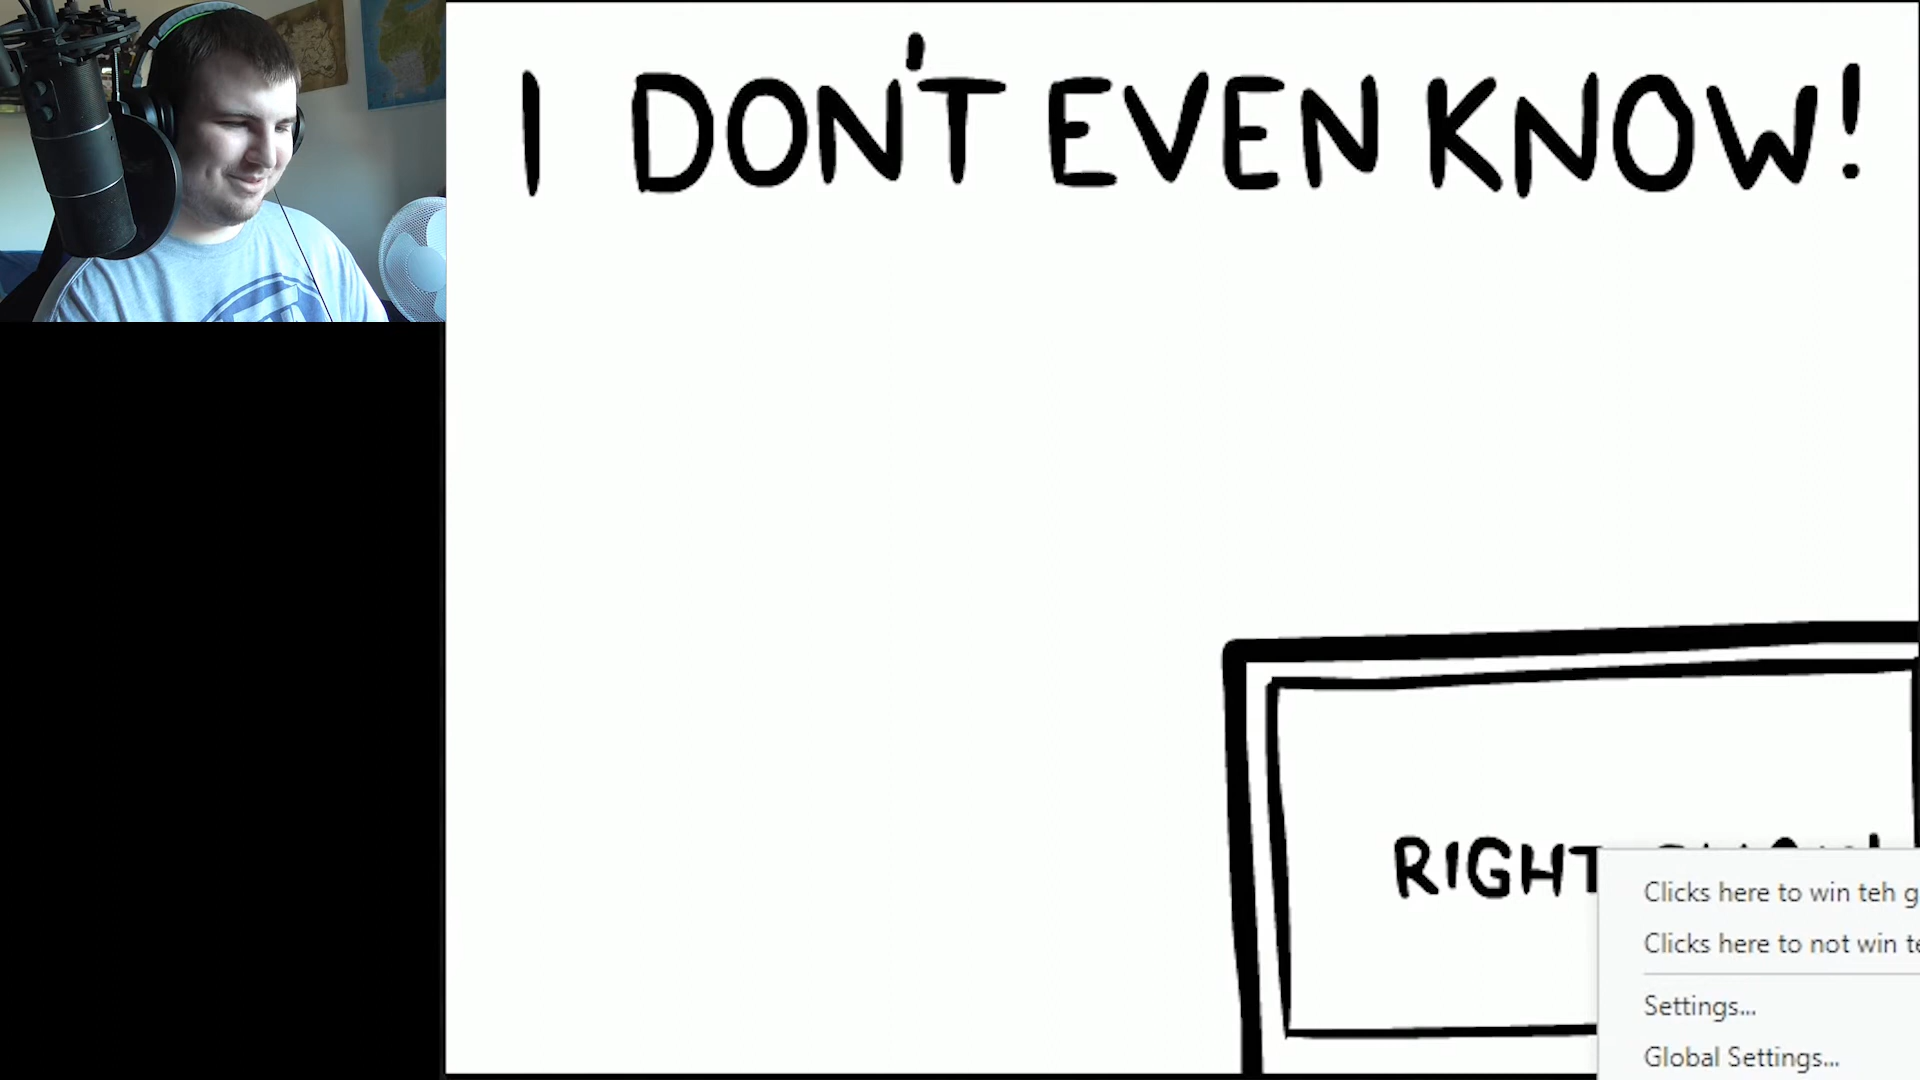 I DON'T EVEN KNOW!
RIGHT
Clicks here to win teh
Clicks here to not win
Settings...
Global Settings...